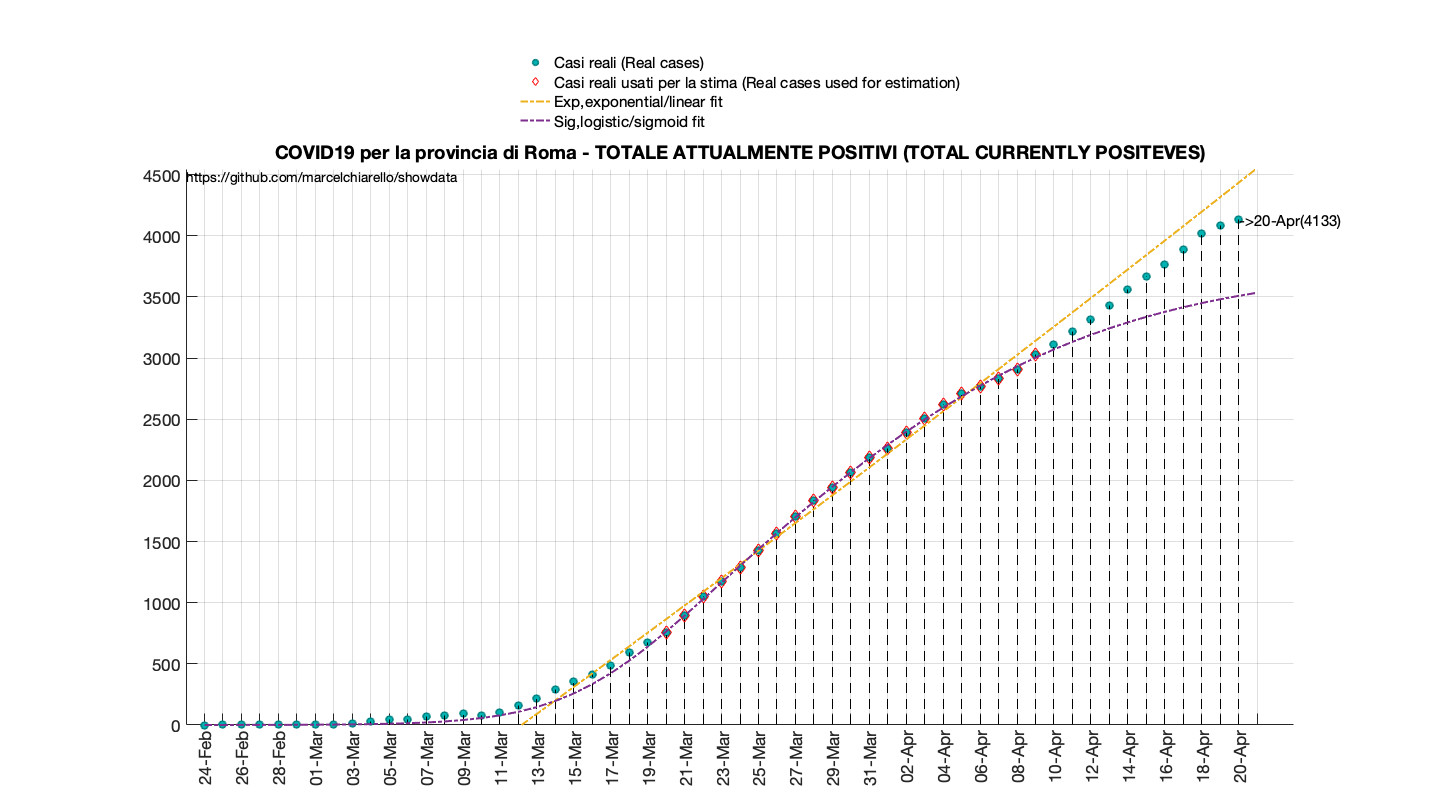 Casi reali (Real cases)
Casi reali usati per la stima (Real cases used for estimation)
Exp,exponential/linear fit
Sig,logistic/sigmoid fit
COVID19 per la provincia di Roma - TOTALE ATTUALMENTE POSITIVI (TOTAL CURRENTLY POSITEVES)
https://github.com/marcelchiarello/showdata
4500
4000
3500
3000
2500
2000
1500
1000
500
0
>20-Apr(4133)
24-Feb
26-Feb
28-Feb
01-Mar
03-Mar
05-Mar
07-Mar
09-Mar
11-Mar
13-Mar
15-Mar
17-Mar
19-Mar
21-Mar
23-Mar
25-Mar
27-Mar
29-Mar
31-Mar
02-Apr
04-Apr
06-Apr
08-Apr
10-Apr
12-Apr
14-Apr
16-Apr
18-Apr
20-Apr